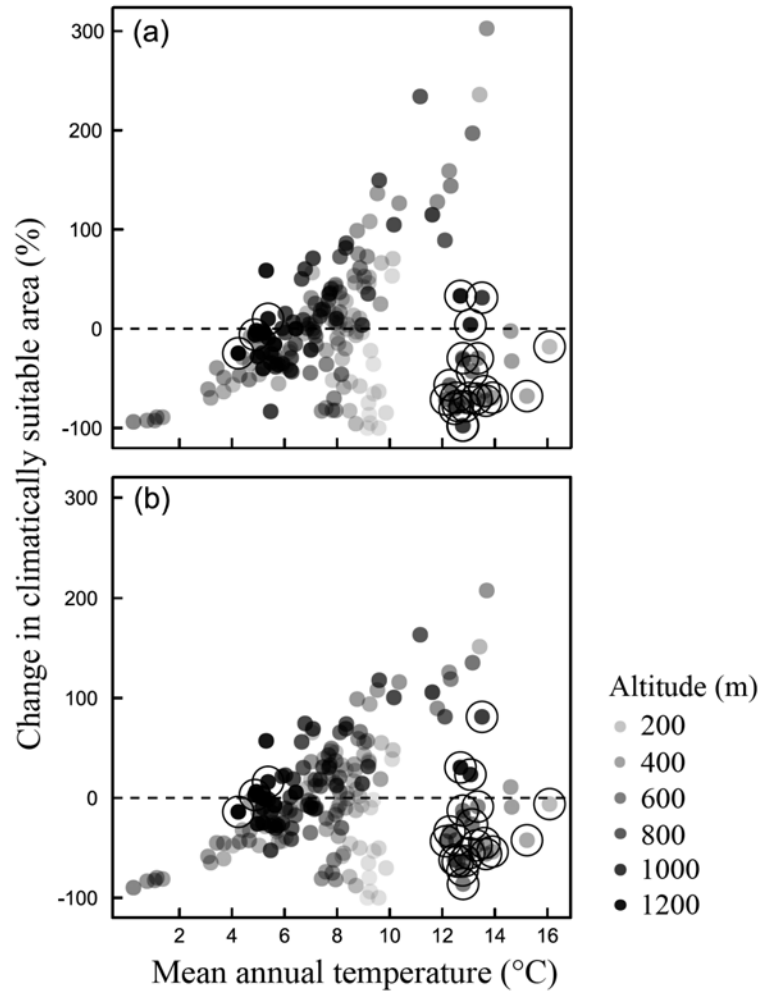 (a)
300
200
100
0
-100
(b)
300
200
100
0
-100
2 4 6 8 10 12 14 16
Mean annual temperature (°C)
Change in climatically suitable area (%)
Altitude (m)
200
400
600
800
1000
1200